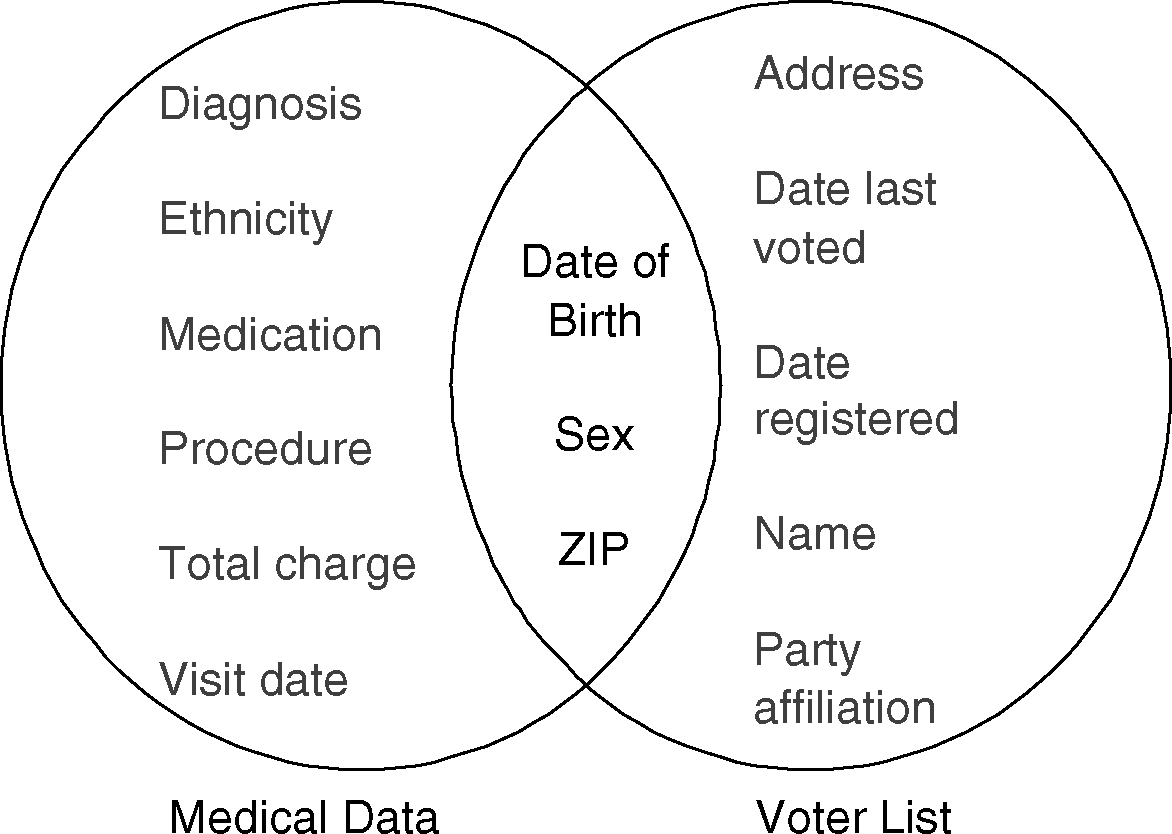 Diagnosis
Ethnicity
Medication
Procedure
Total charge
Visit date
Date of
Birth
Sex
ZIP
Address
Date last
voted
Date
registered
Name
Party
affiliation
Medical Data
Voter List